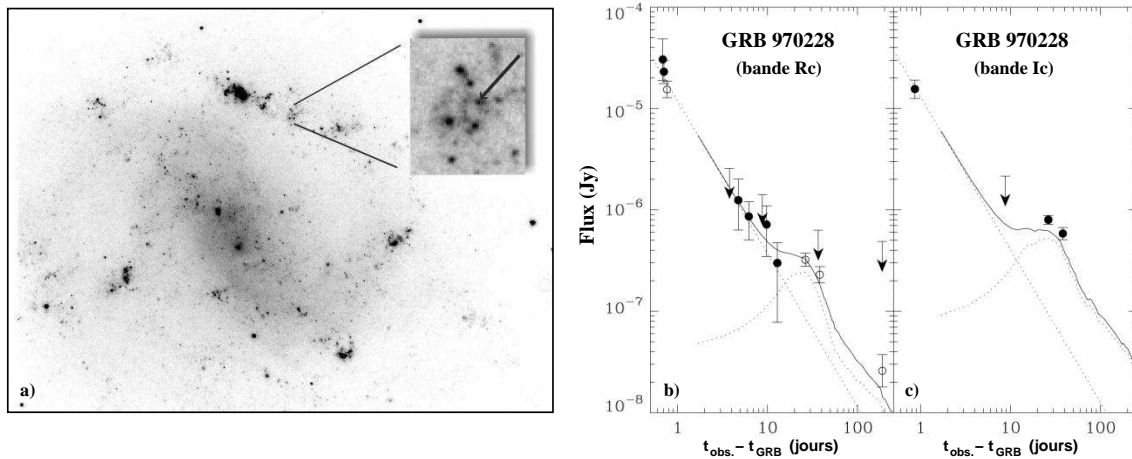 a)
GRB 970228
(bande Rc)
GRB 970228
(bande Ic)
Flux (Jy)
10-4
10-5
10-6
10-7
10-8
b)
c)
1
10
100
1
10
100
tobs.– tGRB (jours)
tobs.– tGRB (jours)